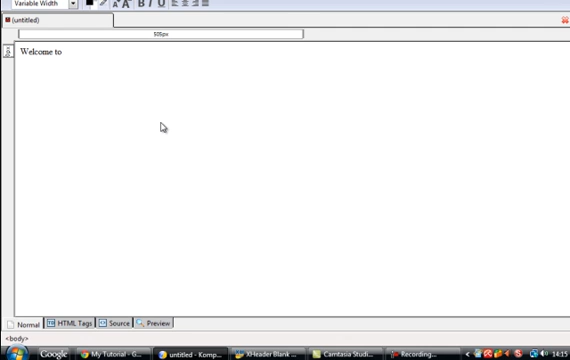 Variable Width
B I U
(untitled)
505px
0px
Welcome to
Normal HTML Tags Source Preview
<body>
Google My Tutorial - G... untitled - Komp... XHeader Blank ... Camtasia Studi... Recording... 14:15